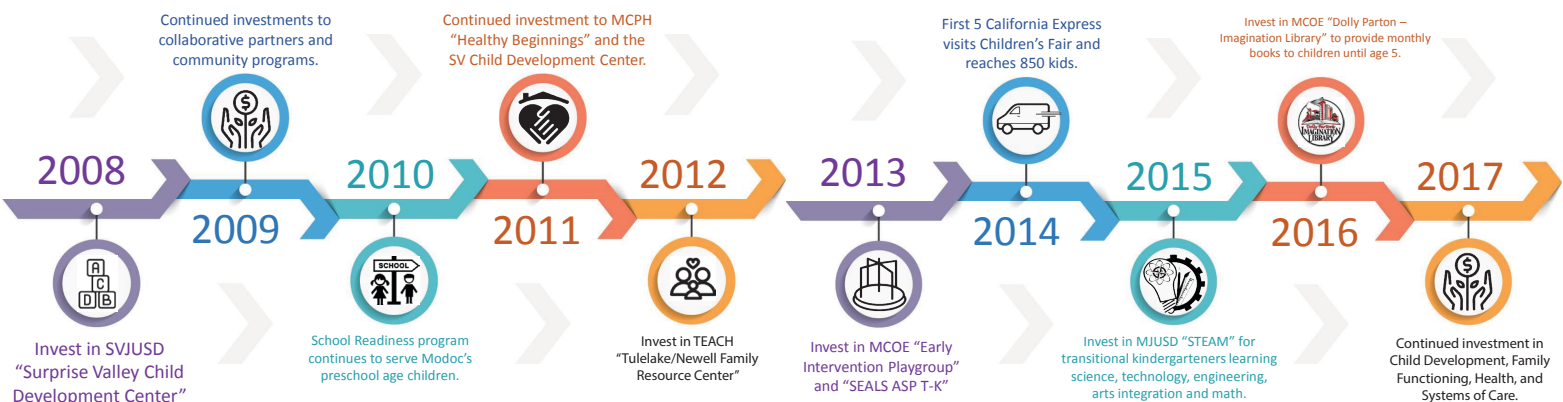 2008
A
C
D
B
Invest in SVJUSD
“Surprise Valley Child
Development Center”
Continued investments to
collaborative partners and
community programs.
$
2009
2010
SCHOOL
School Readiness program
continues to serve Modoc’s
preschool age children.
Continued investment to MCPH
“Healthy Beginnings” and the
SV Child Development Center.
2011
2012
Invest in TEACH
“Tulelake/Newell Family
Resource Center”
2013
Invest in MCOE “Early
Intervention Playgroup”
and “SEALS ASP T-K”
First 5 California Express
visits Children’s Fair and
reaches 850 kids.
2014
2015
Invest in MJUSD “STEAM” for
transitional kindergarteners learning
science, technology, engineering,
arts integration and math.
Invest in MCOE “Dolly Parton –
Imagination Library” to provide monthly
books to children until age 5.
Dolly Parton's
IMAGINATION
LIBRARY
2016
2017
$
Continued investment in
Child Development, Family
Functioning, Health, and
Systems of Care.